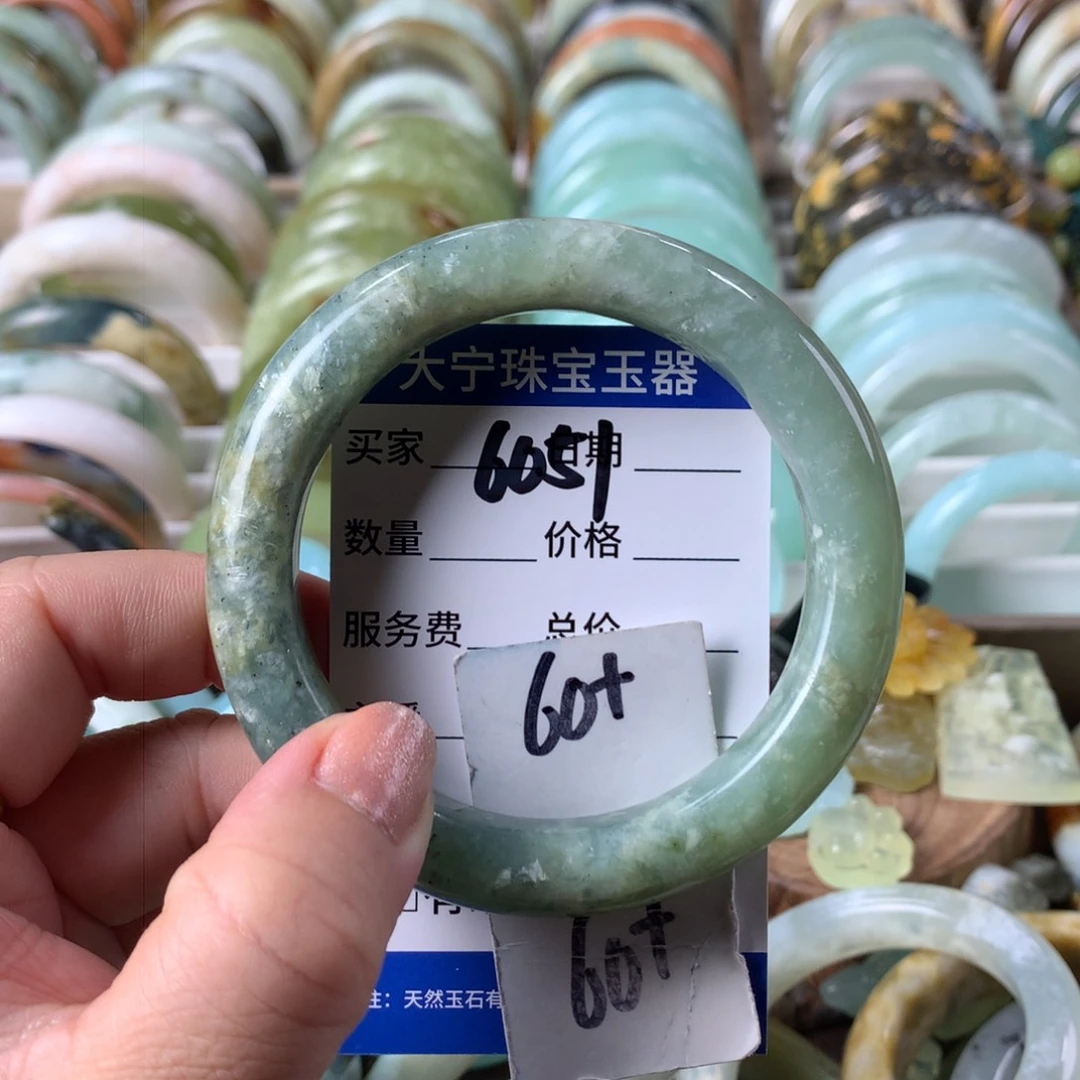 大宁珠宝玉器
买家 6051 日期
数量 价格
服务费 总价
60+
60+
注：天然玉石有